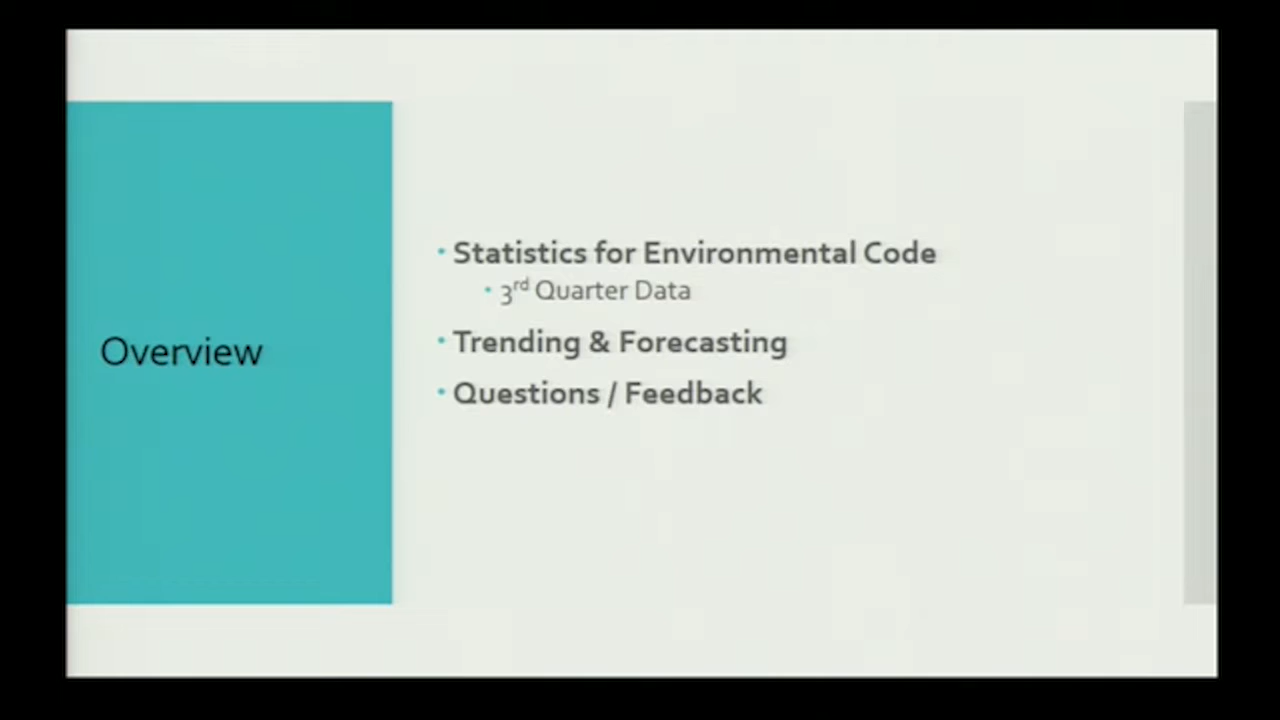 Overview
• Statistics for Environmental Code
• 3rd Quarter Data
• Trending & Forecasting
• Questions / Feedback